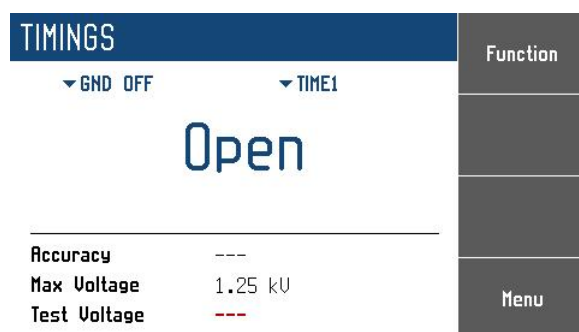 TIMINGS
Function
GND OFF TIME1
Open
Accuracy ---
Max Voltage 1.25 kV
Test Voltage ---
Menu